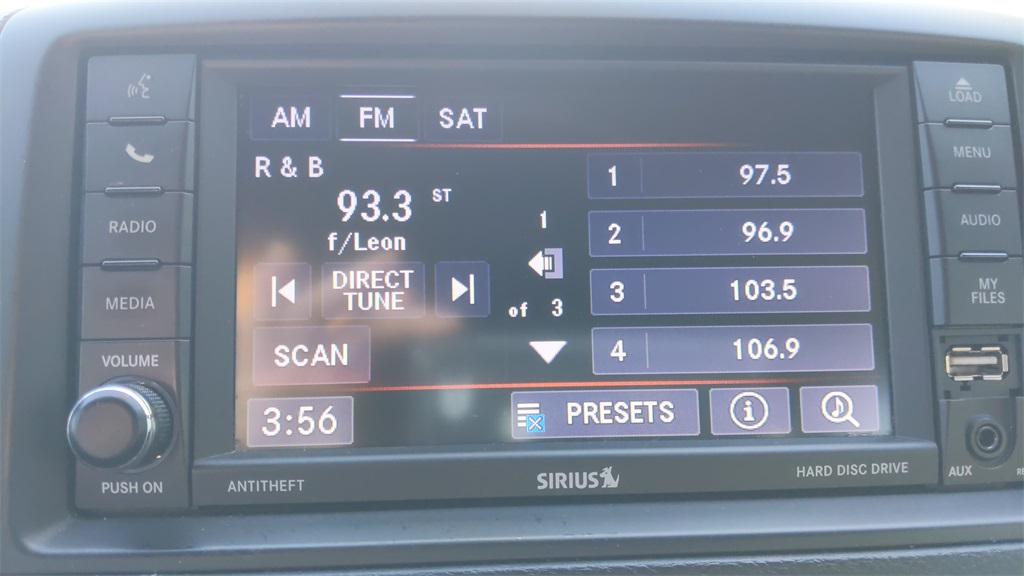 AM FM SAT
R & B
93.3 ST
f/Leon
DIRECT
TUNE
SCAN
3:56
1
of 3
1 97.5
2 96.9
3 103.5
4 106.9
PRESETS
RADIO
MEDIA
VOLUME
PUSH ON
ANTITHEFT
SIRIUS
HARD DISC DRIVE
LOAD
MENU
AUDIO
MY
FILES
AUX